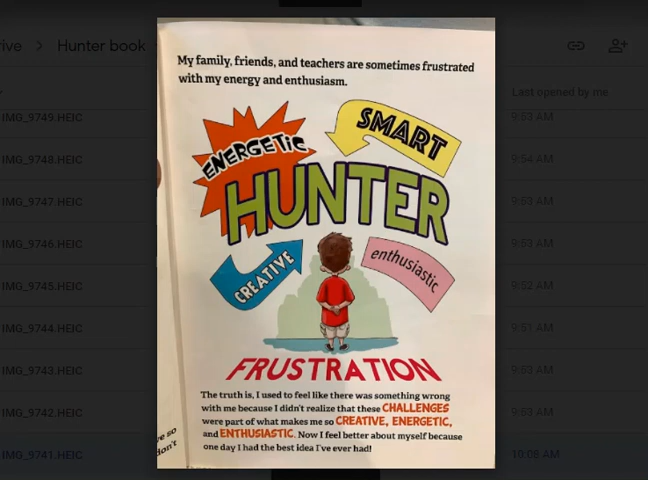 rive > Hunter book
Last opened by me
IMG_9749.HEIC 9:53 AM
IMG_9748.HEIC 9:54 AM
IMG_9747.HEIC 9:53 AM
IMG_9746.HEIC 9:53 AM
IMG_9745.HEIC 9:52 AM
IMG_9744.HEIC 9:51 AM
IMG_9743.HEIC 9:53 AM
IMG_9742.HEIC 9:53 AM
IMG_9741.HEIC 10:06 AM
My family, friends, and teachers are sometimes frustrated
with my energy and enthusiasm.
ENERGETIC
SMART
HUNTER
CREATIVE
enthusiastic
FRUSTRATION
The truth is, I used to feel like there was something wrong
with me because I didn't realize that these CHALLENGES
were part of what makes me so CREATIVE, ENERGETIC,
and ENTHUSIASTIC. Now I feel better about myself because
one day I had the best idea I've ever had!
ve so
don't